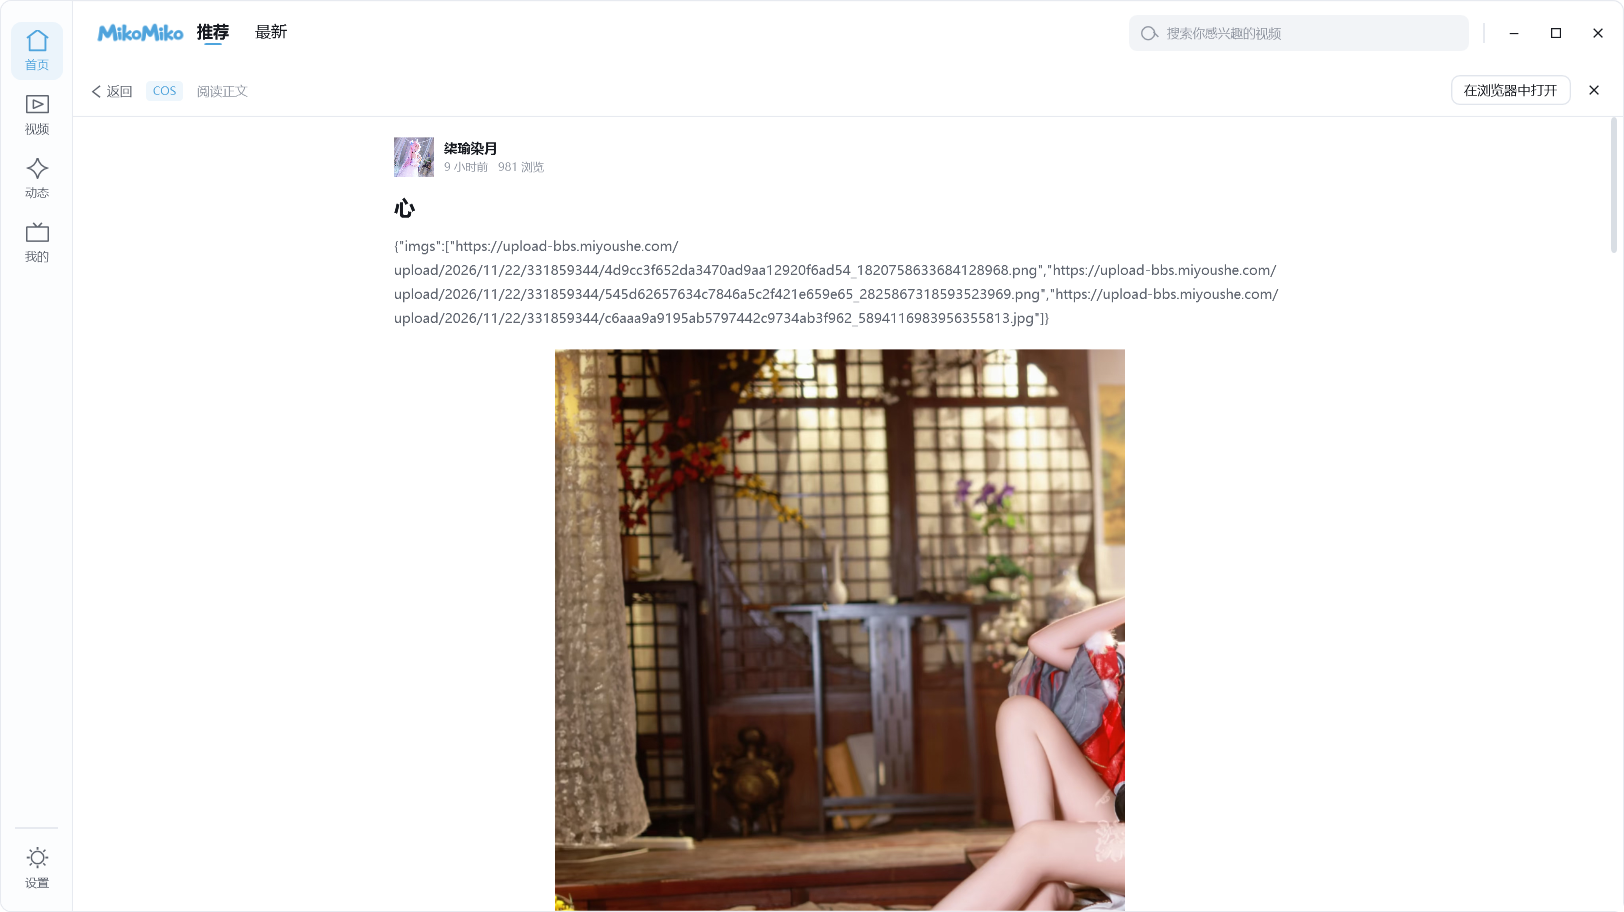 MikoMiko 推荐 最新
搜索你感兴趣的视频
首页
视频
动态
我的
设置
返回 COS 阅读正文
在浏览器中打开
柒瑜染月
9 小时前 981 浏览
心
{"imgs":["https://upload-bbs.miyoushe.com/
upload/2026/11/22/331859344/4d9cc3f652da3470ad9aa12920f6ad54_1820758633684128968.png","https://upload-bbs.miyoushe.com/
upload/2026/11/22/331859344/545d62657634c7846a5c2f421e659e65_2825867318593523969.png","https://upload-bbs.miyoushe.com/
upload/2026/11/22/331859344/c6aaa9a9195ab5797442c9734ab3f962_5894116983956355813.jpg"]}